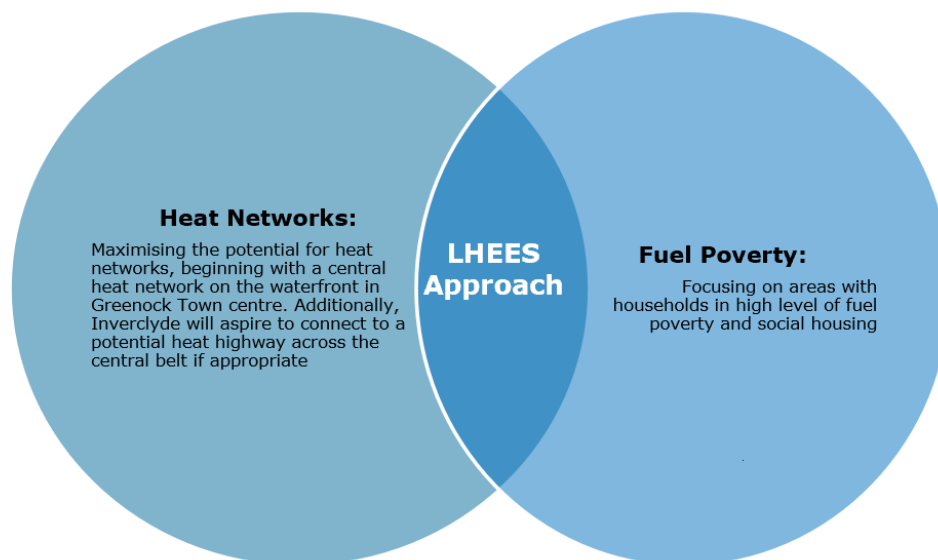 Heat Networks:
Maximising the potential for heat
networks, beginning with a central
heat network on the waterfront in
Greenock Town centre. Additionally,
Inverclyde will aspire to connect to a
potential heat highway across the
central belt if appropriate
LHEES
Approach
Fuel Poverty:
Focusing on areas with
households in high level of fuel
poverty and social housing
.